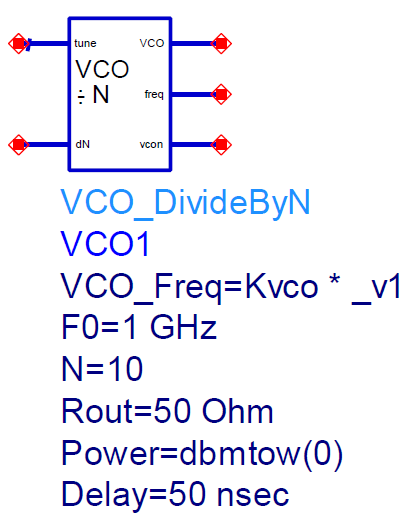 tune VCO
VCO
÷ N freq
dN vcon
VCO_DivideByN
VCO1
VCO_Freq=Kvco * _v1
F0=1 GHz
N=10
Rout=50 Ohm
Power=dbmtow(0)
Delay=50 nsec